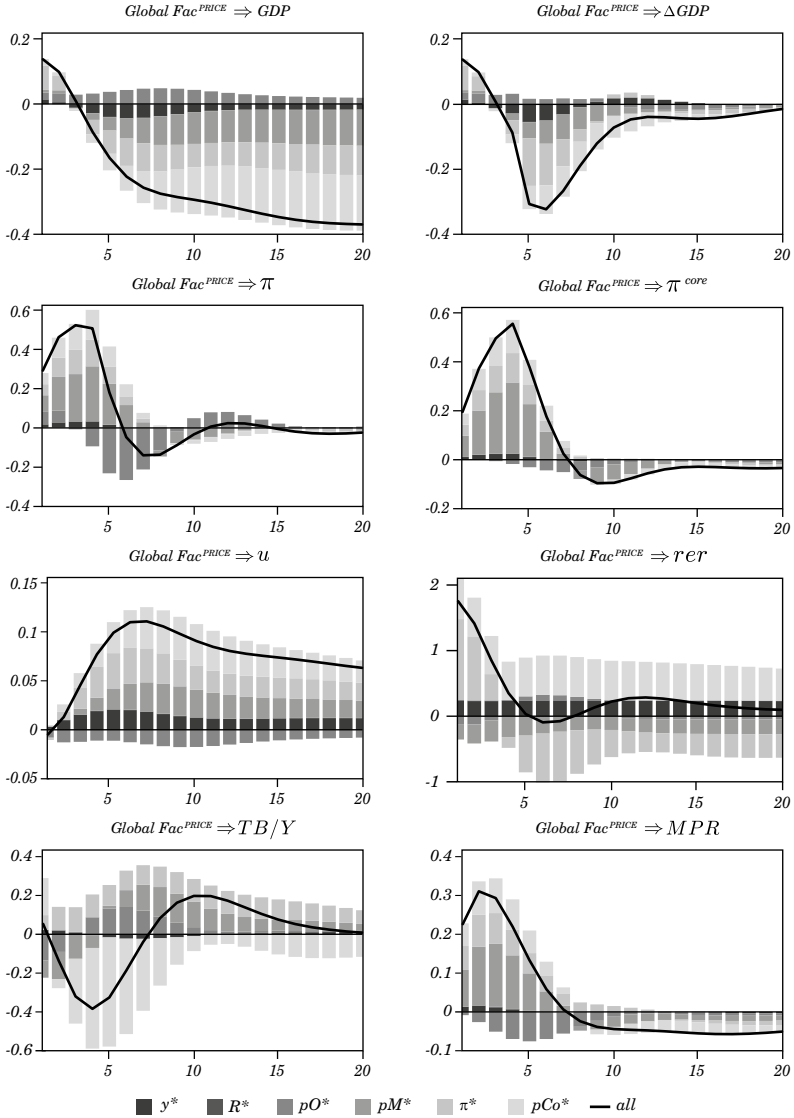 Global Fac^PRICE ⇒ GDP
0.2
0
-0.2
-0.4
5 10 15 20
Global Fac^PRICE ⇒ ΔGDP
0.2
0
-0.2
-0.4
5 10 15 20
Global Fac^PRICE ⇒ π
0.6
0.4
0.2
0
-0.2
-0.4
5 10 15 20
Global Fac^PRICE ⇒ π^core
0.6
0.4
0.2
0
-0.2
5 10 15 20
Global Fac^PRICE ⇒ u
0.15
0.1
0.05
0
-0.05
5 10 15 20
Global Fac^PRICE ⇒ rer
2
1
0
-1
5 10 15 20
Global Fac^PRICE ⇒ TB/Y
0.4
0.2
0
-0.2
-0.4
-0.6
5 10 15 20
Global Fac^PRICE ⇒ MPR
0.4
0.3
0.2
0.1
0
-0.1
5 10 15 20
y* R* pO* pM* π* pCo* all